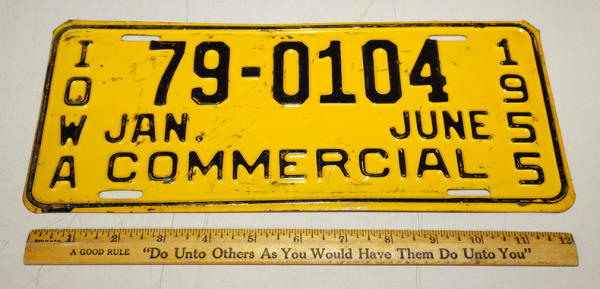 IOWA
79-0104
JAN. JUNE
COMMERCIAL
1955
1 2 3 4 5 6 7 8 9 10 11 12
A GOOD RULE "Do Unto Others As You Would Have Them Do Unto You"